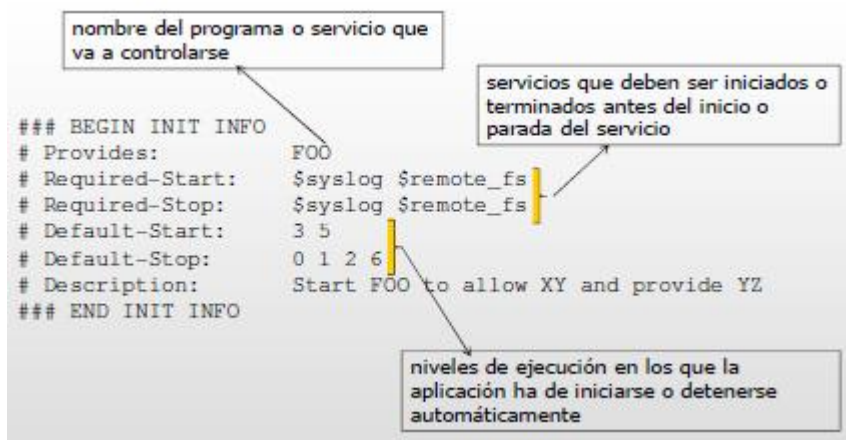 nombre del programa o servicio que
va a controlarse
servicios que deben ser iniciados o
terminados antes del inicio o
parada del servicio
### BEGIN INIT INFO
# Provides: FOO
# Required-Start: $syslog $remote_fs
# Required-Stop: $syslog $remote_fs
# Default-Start: 3 5
# Default-Stop: 0 1 2 6
# Description: Start FOO to allow XY and provide YZ
### END INIT INFO
niveles de ejecución en los que la
aplicación ha de iniciarse o detenerse
automáticamente